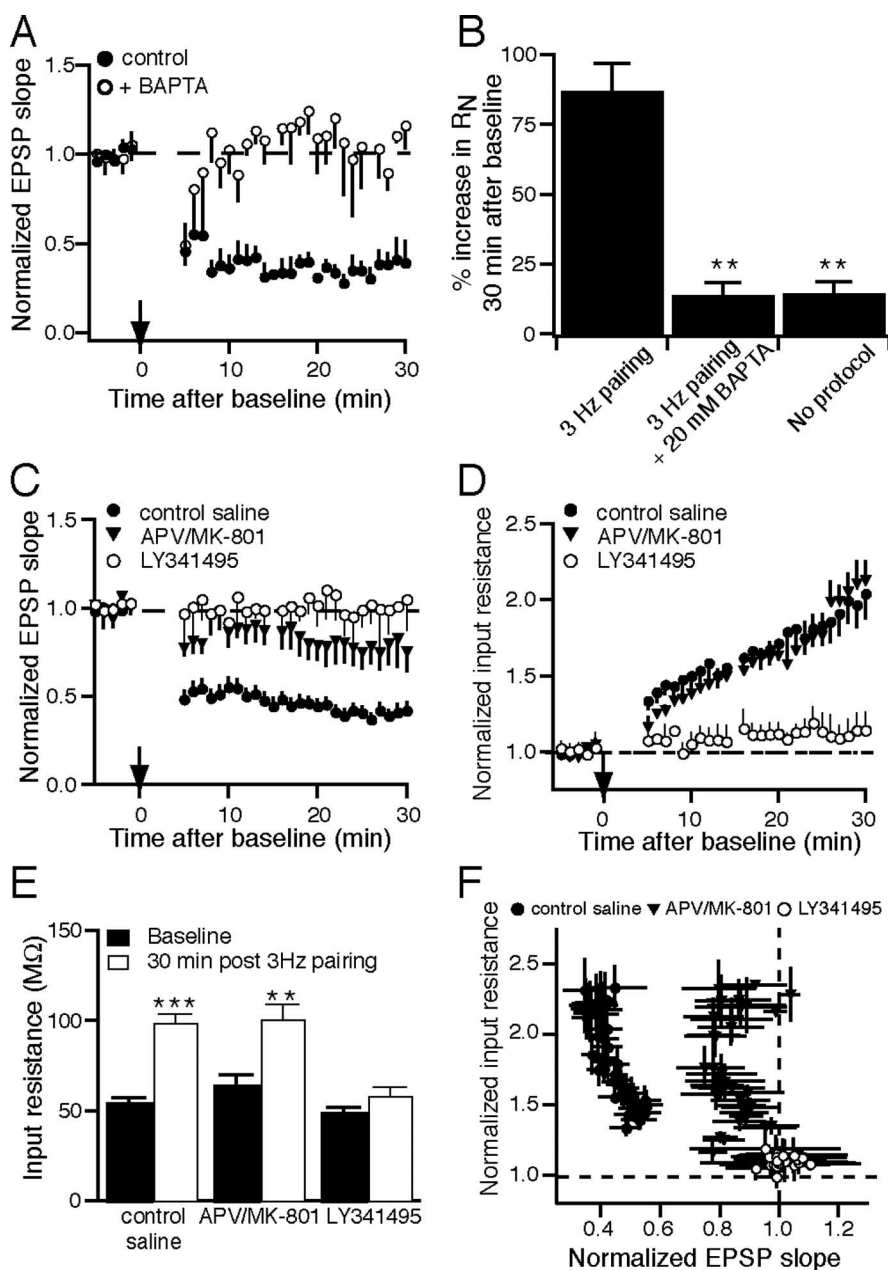 A
control
+ BAPTA
Normalized EPSP slope
1.5
1.0
0.5
0.0
0
10
20
30
Time after baseline (min)
B
% increase in RN
30 min after baseline
100
75
50
25
0
**
**
3 Hz pairing
3 Hz pairing
+ 20 mM BAPTA
No protocol
C
control saline
APV/MK-801
LY341495
Normalized EPSP slope
1.5
1.0
0.5
0.0
0
10
20
30
Time after baseline (min)
D
control saline
APV/MK-801
LY341495
Normalized input resistance
2.5
2.0
1.5
1.0
0
10
20
30
Time after baseline (min)
E
Baseline
30 min post 3Hz pairing
Input resistance (MΩ)
150
100
50
0
***
**
control
saline
APV/MK-801
LY341495
F
control saline
APV/MK-801
LY341495
Normalized input resistance
2.5
2.0
1.5
1.0
0.4
0.6
0.8
1.0
1.2
Normalized EPSP slope